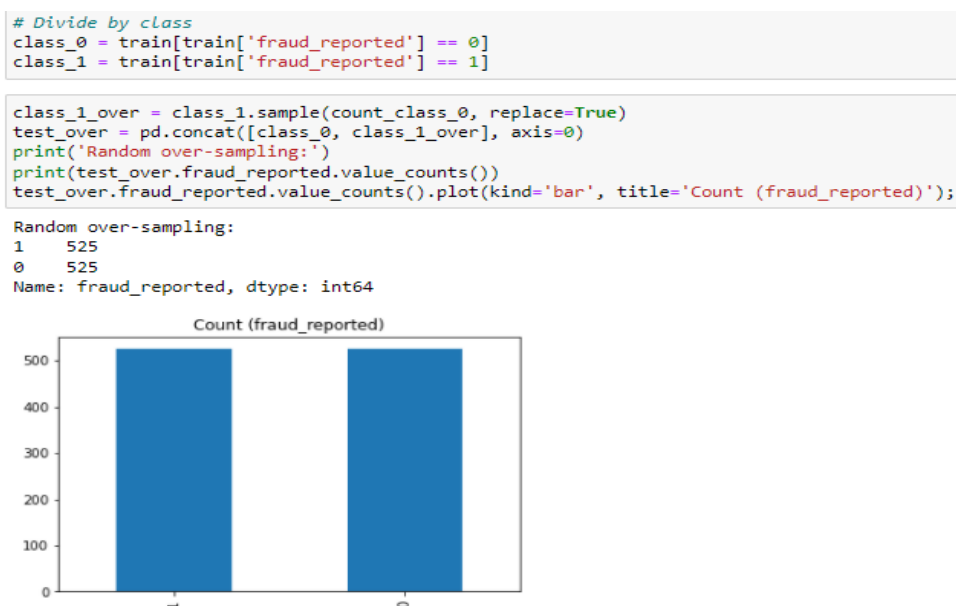 # Divide by class
class_0 = train[train['fraud_reported'] == 0]
class_1 = train[train['fraud_reported'] == 1]
class_1_over = class_1.sample(count_class_0, replace=True)
test_over = pd.concat([class_0, class_1_over], axis=0)
print('Random over-sampling:')
print(test_over.fraud_reported.value_counts())
test_over.fraud_reported.value_counts().plot(kind='bar', title='Count (fraud_reported)');
Random over-sampling:
1    525
0    525
Name: fraud_reported, dtype: int64
Count (fraud_reported)
500
400
300
200
100
0